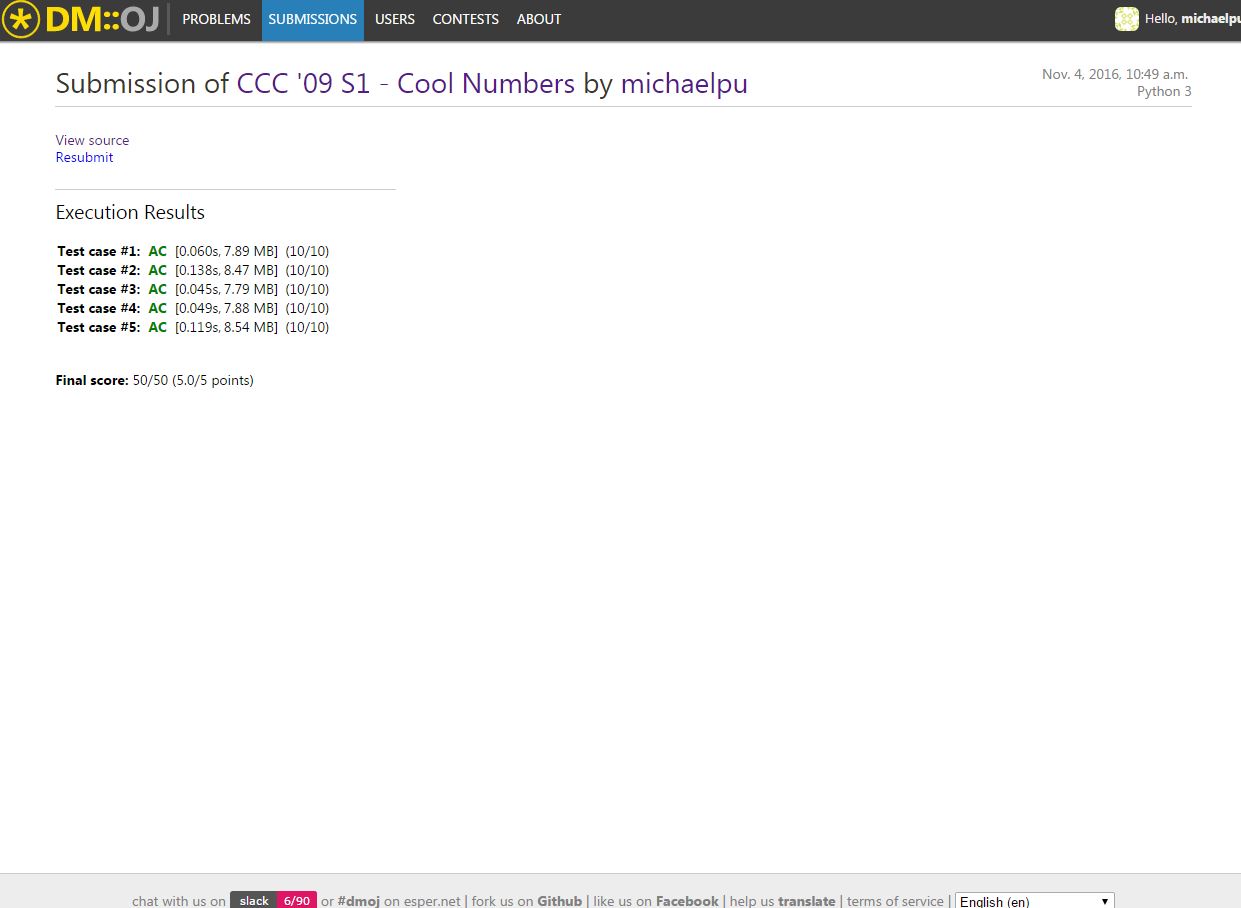 DM::OJ PROBLEMS SUBMISSIONS USERS CONTESTS ABOUT Hello, michaelpu
Submission of CCC '09 S1 - Cool Numbers by michaelpu
Nov. 4, 2016, 10:49 a.m.
Python 3
View source
Resubmit
Execution Results
Test case #1: AC [0.060s, 7.89 MB] (10/10)
Test case #2: AC [0.138s, 8.47 MB] (10/10)
Test case #3: AC [0.045s, 7.79 MB] (10/10)
Test case #4: AC [0.049s, 7.88 MB] (10/10)
Test case #5: AC [0.119s, 8.54 MB] (10/10)
Final score: 50/50 (5.0/5 points)
chat with us on slack 6/90 or #dmoj on esper.net | fork us on Github | like us on Facebook | help us translate | terms of service | English (en)